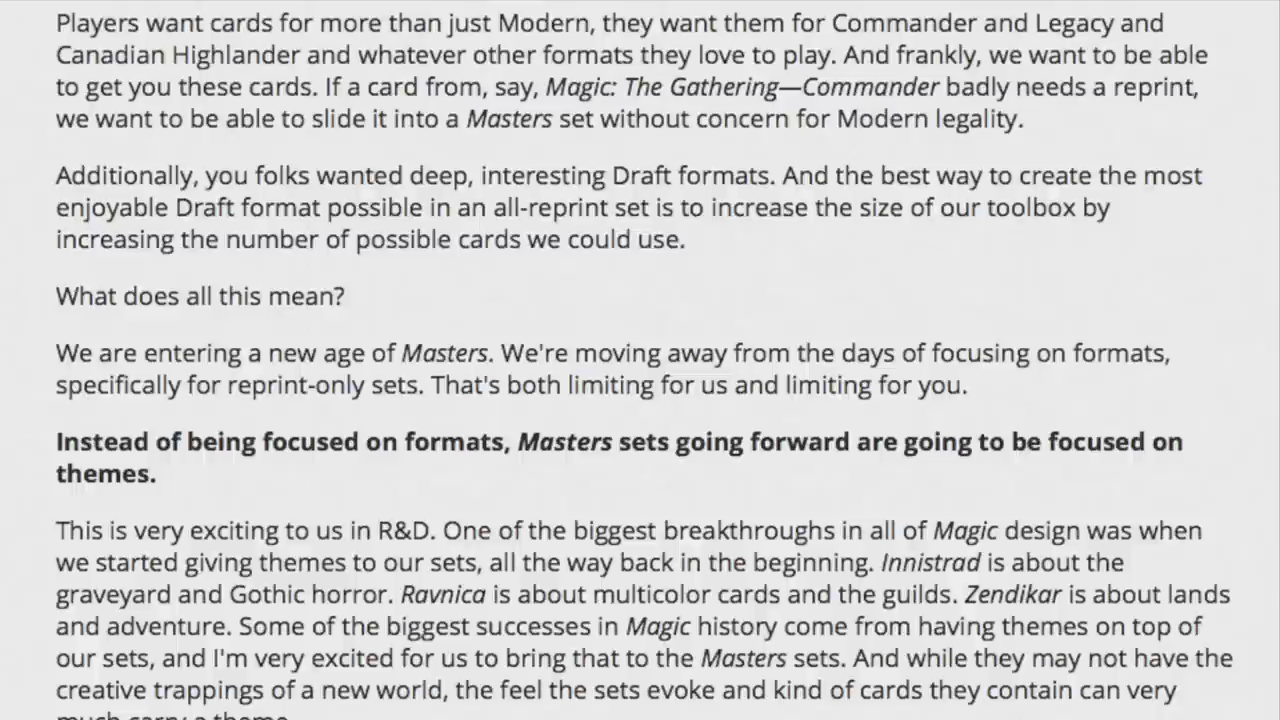 Players want cards for more than just Modern, they want them for Commander and Legacy and
Canadian Highlander and whatever other formats they love to play. And frankly, we want to be able
to get you these cards. If a card from, say, Magic: The Gathering—Commander badly needs a reprint,
we want to be able to slide it into a Masters set without concern for Modern legality.
Additionally, you folks wanted deep, interesting Draft formats. And the best way to create the most
enjoyable Draft format possible in an all-reprint set is to increase the size of our toolbox by
increasing the number of possible cards we could use.
What does all this mean?
We are entering a new age of Masters. We're moving away from the days of focusing on formats,
specifically for reprint-only sets. That's both limiting for us and limiting for you.
Instead of being focused on formats, Masters sets going forward are going to be focused on
themes.
This is very exciting to us in R&D. One of the biggest breakthroughs in all of Magic design was when
we started giving themes to our sets, all the way back in the beginning. Innistrad is about the
graveyard and Gothic horror. Ravnica is about multicolor cards and the guilds. Zendikar is about lands
and adventure. Some of the biggest successes in Magic history come from having themes on top of
our sets, and I'm very excited for us to bring that to the Masters sets. And while they may not have the
creative trappings of a new world, the feel the sets evoke and kind of cards they contain can very
much carry a theme.